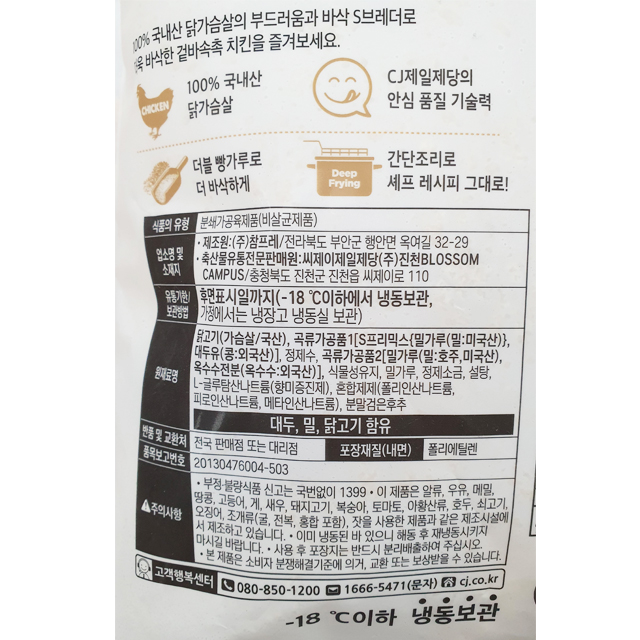 100% 국내산 닭가슴살의 부드러움과 바삭 S브레더로
더욱 바삭한 겉바속촉 치킨을 즐겨보세요.
CHICKEN
100% 국내산
닭가슴살
CJ제일제당의
안심 품질 기술력
더블 빵가루로
더 바삭하게
Deep
Frying
간단조리로
셰프 레시피 그대로!
식품의 유형 분쇄가공육제품(비살균제품)
업소명 및
소재지
• 제조원:(주)참프레/전라북도 부안군 행안면 옥여길 32-29
• 축산물유통전문판매원:씨제이제일제당(주)진천BLOSSOM
CAMPUS/충청북도 진천군 진천읍 씨제이로 110
유통기한/
보관방법
후면표시일까지(-18 ℃이하에서 냉동보관,
가정에서는 냉장고 냉동실 보관)
원재료명
닭고기(가슴살/국산), 곡류가공품1[S프리믹스{밀가루(밀:미국산)},
대두유(콩:외국산)], 정제수, 곡류가공품2[밀가루(밀:호주,미국산),
옥수수전분(옥수수:외국산)], 식물성유지, 밀가루, 정제소금, 설탕,
L-글루탐산나트륨(향미증진제), 혼합제제(폴리인산나트륨,
피로인산나트륨, 메타인산나트륨), 분말검은후추
대두, 밀, 닭고기 함유
반품 및 교환처 전국 판매점 또는 대리점 포장재질(내면) 폴리에틸렌
품목보고번호 20130476004-503
주의사항
• 부정·불량식품 신고는 국번없이 1399 • 이 제품은 알류, 우유, 메밀,
땅콩, 고등어, 게, 새우, 돼지고기, 복숭아, 토마토, 아황산류, 호두, 쇠고기,
오징어, 조개류(굴, 전복, 홍합 포함), 잣을 사용한 제품과 같은 제조시설에
서 제조하고 있습니다. • 이미 냉동된 바 있으니 해동 후 재냉동시키지
마시길 바랍니다. • 사용 후 포장지는 반드시 분리배출하여 주십시오.
• 본 제품은 소비자 분쟁해결기준에 의거, 교환 또는 보상받을 수 있습니다.
고객행복센터 080-850-1200 1666-5471(문자) cj.co.kr
-18 ℃이하 냉동보관